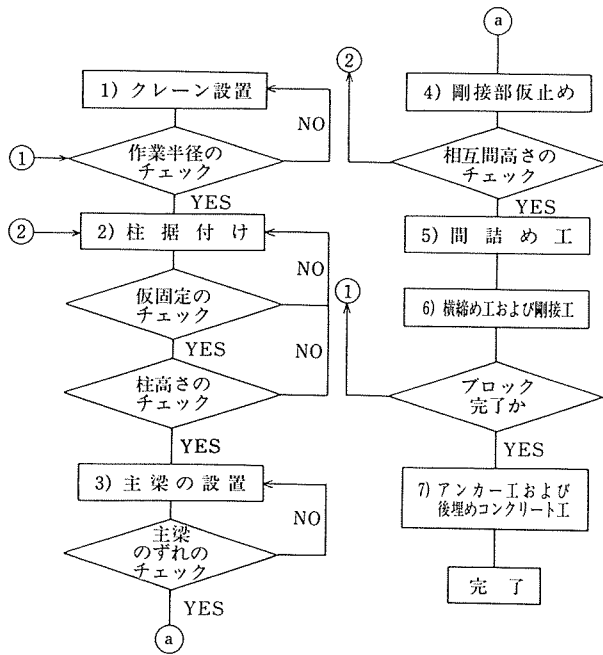 1) クレーン設置
NO
①
作業半径の
チェック
YES
②
2) 柱据付け
NO
仮固定の
チェック
YES
NO
柱高さの
チェック
YES
3) 主梁の設置
NO
主梁
のずれの
チェック
YES
ⓐ
ⓐ
②
4) 剛接部仮止め
相互間高さの
チェック
YES
5) 間詰め工
①
6) 横締め工および剛接工
ブロック
完了か
YES
7) アンカー工および
後埋めコンクリート工
完了